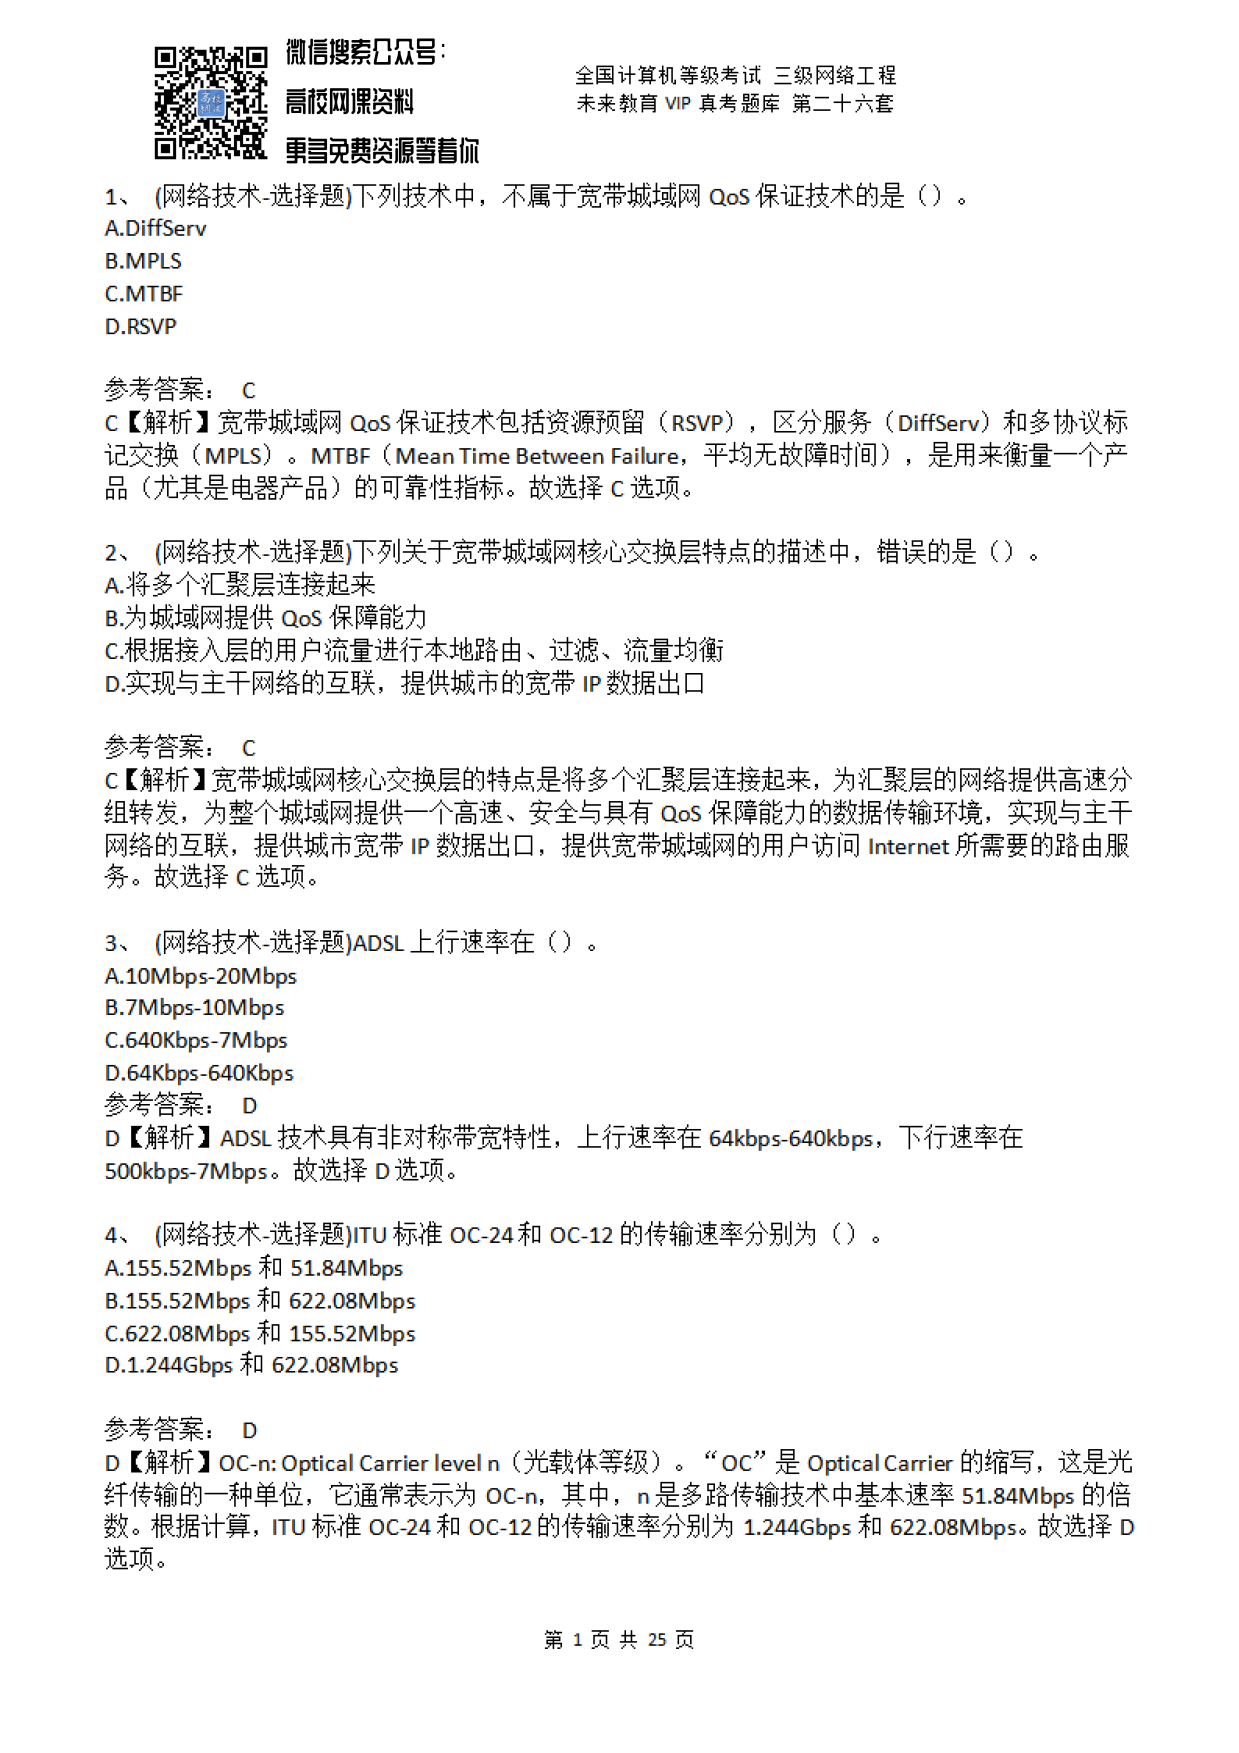 微信搜索公众号：
高校网课资料
更多免费资源等着你
全国计算机等级考试 三级网络工程
未来教育 VIP 真考题库 第二十六套
1、 (网络技术-选择题)下列技术中，不属于宽带城域网 QoS 保证技术的是（）。
A.DiffServ
B.MPLS
C.MTBF
D.RSVP
参考答案： C
C【解析】宽带城域网 QoS 保证技术包括资源预留（RSVP），区分服务（DiffServ）和多协议标
记交换（MPLS）。MTBF（Mean Time Between Failure，平均无故障时间），是用来衡量一个产
品（尤其是电器产品）的可靠性指标。故选择 C 选项。
2、 (网络技术-选择题)下列关于宽带城域网核心交换层特点的描述中，错误的是（）。
A.将多个汇聚层连接起来
B.为城域网提供 QoS 保障能力
C.根据接入层的用户流量进行本地路由、过滤、流量均衡
D.实现与主干网络的互联，提供城市的宽带 IP 数据出口
参考答案： C
C【解析】宽带城域网核心交换层的特点是将多个汇聚层连接起来，为汇聚层的网络提供高速分
组转发，为整个城域网提供一个高速、安全与具有 QoS 保障能力的数据传输环境，实现与主干
网络的互联，提供城市宽带 IP 数据出口，提供宽带城域网的用户访问 Internet 所需要的路由服
务。故选择 C 选项。
3、 (网络技术-选择题)ADSL 上行速率在（）。
A.10Mbps-20Mbps
B.7Mbps-10Mbps
C.640Kbps-7Mbps
D.64Kbps-640Kbps
参考答案： D
D【解析】ADSL 技术具有非对称带宽特性，上行速率在 64kbps-640kbps，下行速率在
500kbps-7Mbps。故选择 D 选项。
4、 (网络技术-选择题)ITU 标准 OC-24 和 OC-12 的传输速率分别为（）。
A.155.52Mbps 和 51.84Mbps
B.155.52Mbps 和 622.08Mbps
C.622.08Mbps 和 155.52Mbps
D.1.244Gbps 和 622.08Mbps
参考答案： D
D【解析】OC-n: Optical Carrier level n（光载体等级）。“OC”是 Optical Carrier 的缩写，这是光
纤传输的一种单位，它通常表示为 OC-n，其中，n 是多路传输技术中基本速率 51.84Mbps 的倍
数。根据计算，ITU 标准 OC-24 和 OC-12 的传输速率分别为 1.244Gbps 和 622.08Mbps。故选择 D
选项。
第 1 页 共 25 页